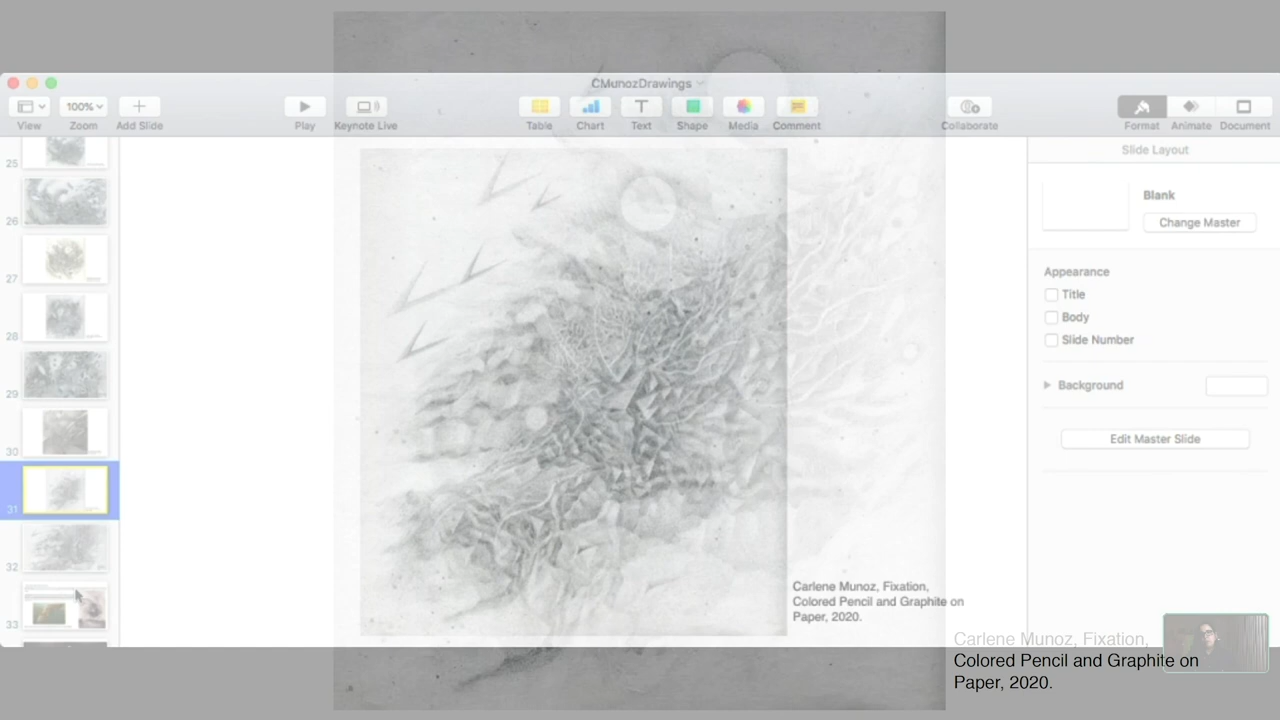 CMunozDrawings
100%
View
Zoom
Add Slide
Play
Keynote Live
Table
Chart
Text
Shape
Media
Comment
Collaborate
Format
Animate
Document
25
26
27
28
29
30
31
32
33
Slide Layout
Blank
Change Master
Appearance
Title
Body
Slide Number
Background
Edit Master Slide
Carlene Munoz, Fixation,
Colored Pencil and Graphite on
Paper, 2020.
Carlene Munoz, Fixation,
Colored Pencil and Graphite on
Paper, 2020.